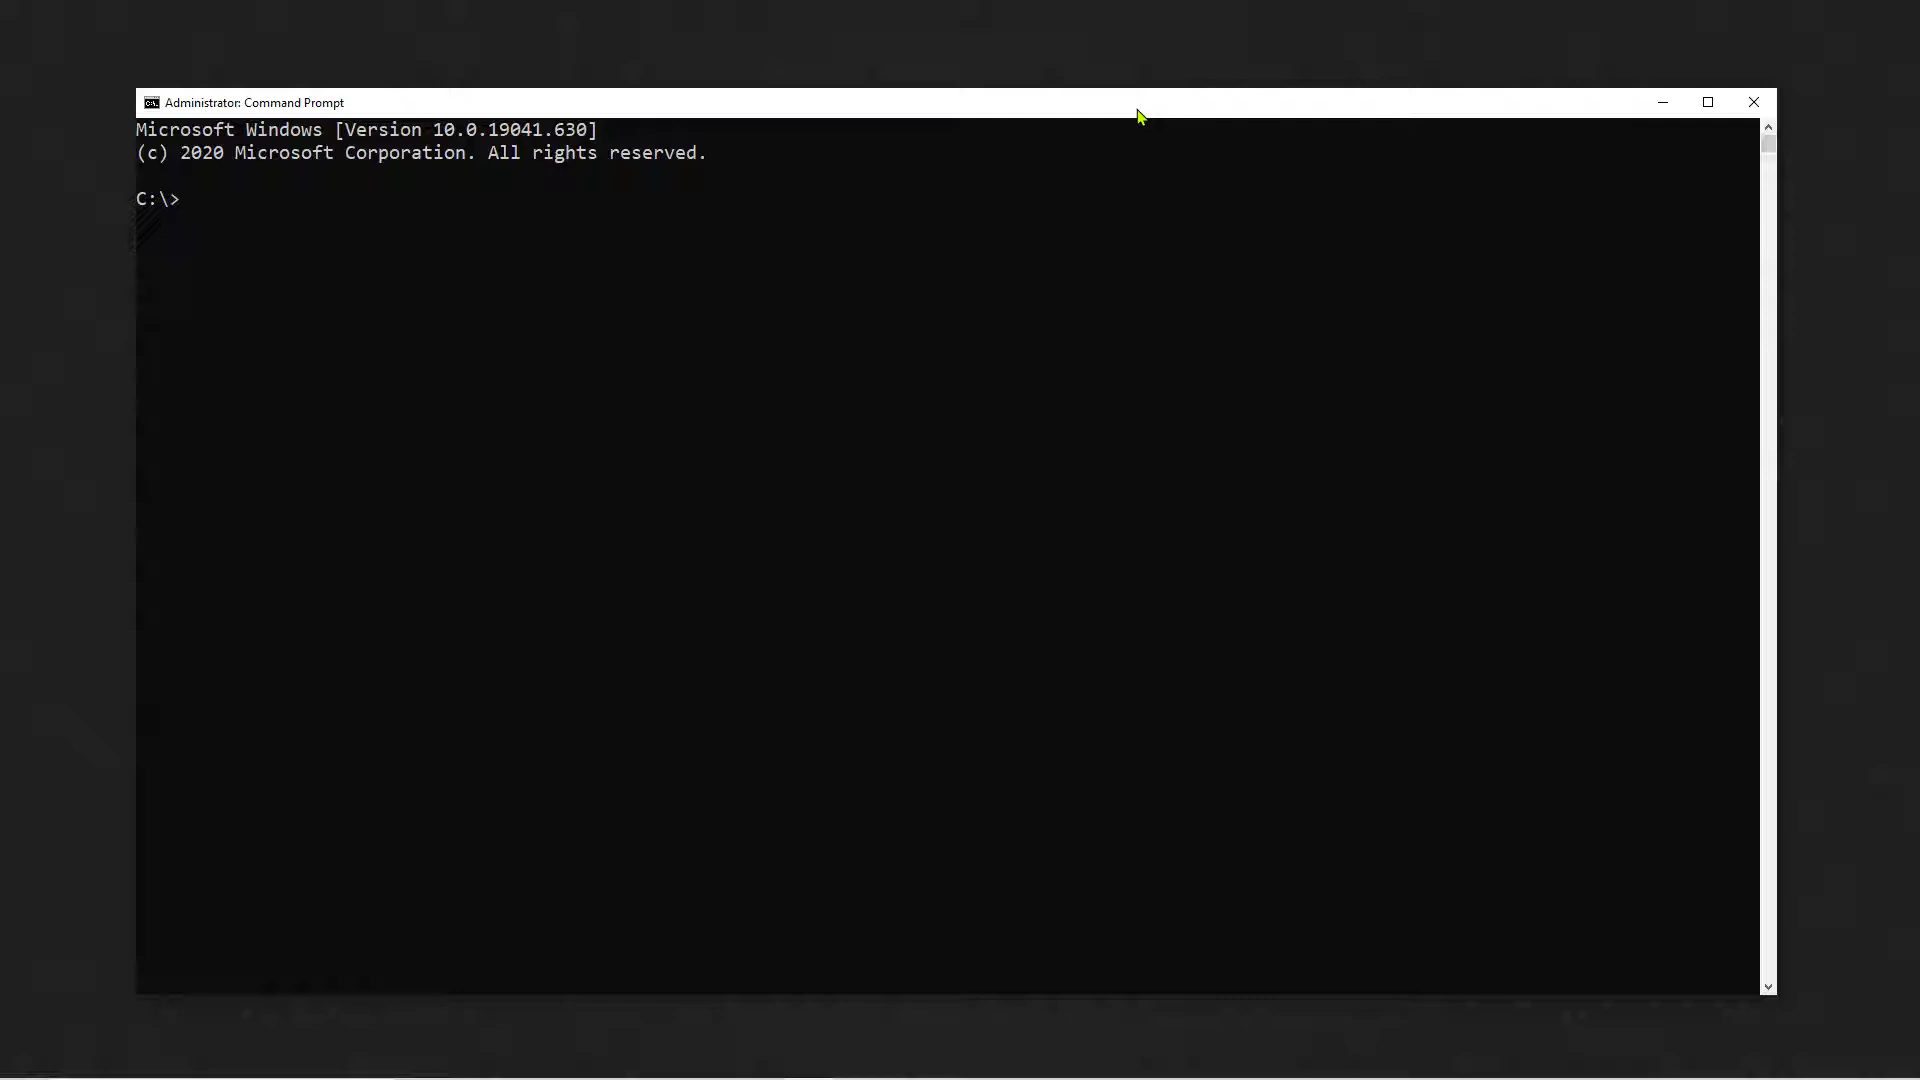 Administrator: Command Prompt
Microsoft Windows [Version 10.0.19041.630]
(c) 2020 Microsoft Corporation. All rights reserved.
C:\>